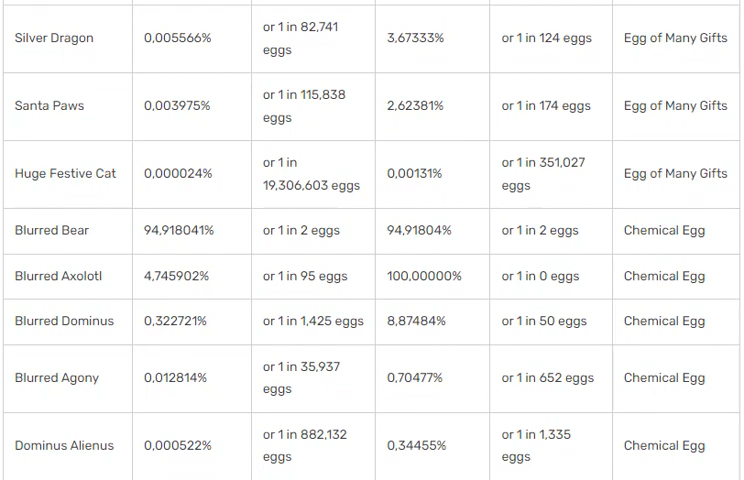 Silver Dragon 0,005566% or 1 in 82,741 eggs 3,67333% or 1 in 124 eggs Egg of Many Gifts
Santa Paws 0,003975% or 1 in 115,838 eggs 2,62381% or 1 in 174 eggs Egg of Many Gifts
Huge Festive Cat 0,000024% or 1 in 19,306,603 eggs 0,00131% or 1 in 351,027 eggs Egg of Many Gifts
Blurred Bear 94,918041% or 1 in 2 eggs 94,91804% or 1 in 2 eggs Chemical Egg
Blurred Axolotl 4,745902% or 1 in 95 eggs 100,00000% or 1 in 0 eggs Chemical Egg
Blurred Dominus 0,322721% or 1 in 1,425 eggs 8,87484% or 1 in 50 eggs Chemical Egg
Blurred Agony 0,012814% or 1 in 35,937 eggs 0,70477% or 1 in 652 eggs Chemical Egg
Dominus Alienus 0,000522% or 1 in 882,132 eggs 0,34455% or 1 in 1,335 eggs Chemical Egg